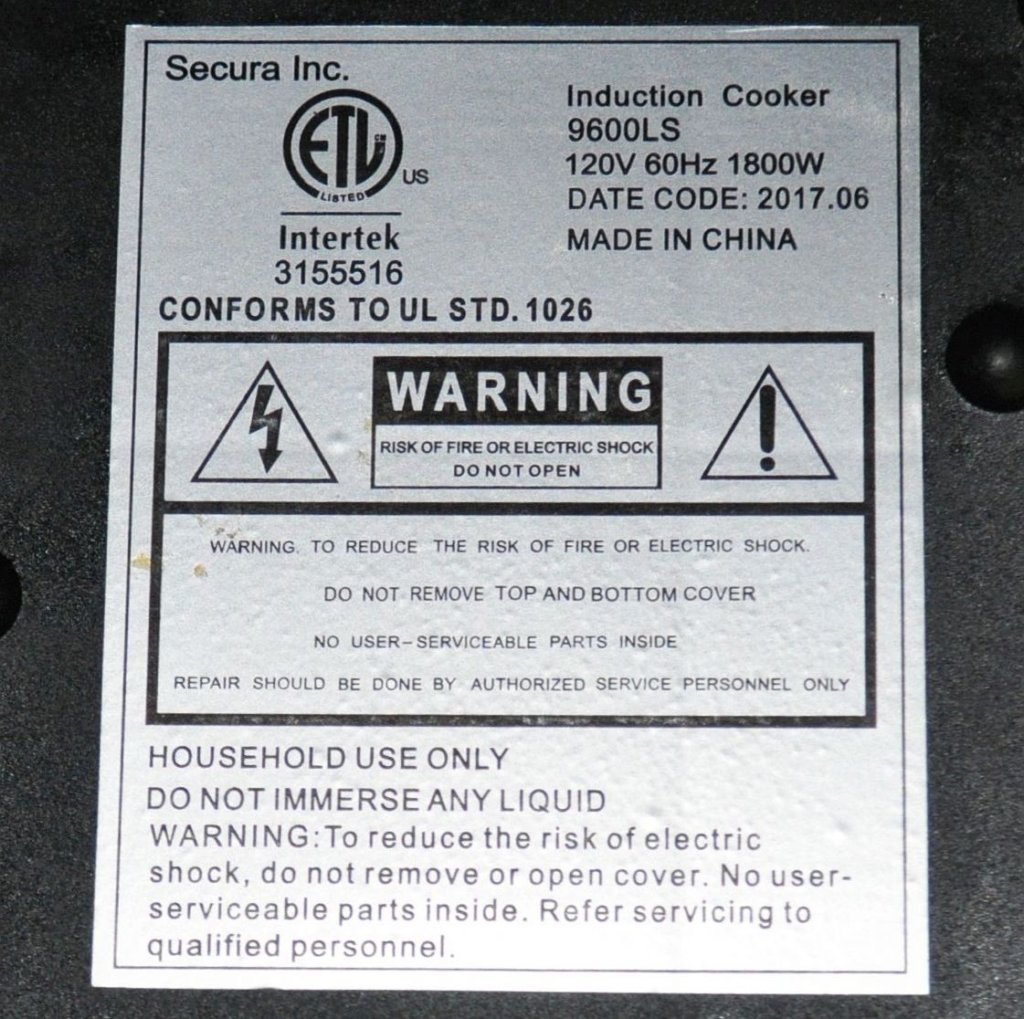 Secura Inc.
ETL
CM
LISTED
US
Intertek
3155516
Induction Cooker
9600LS
120V 60Hz 1800W
DATE CODE: 2017.06
MADE IN CHINA
CONFORMS TO UL STD. 1026
WARNING
RISK OF FIRE OR ELECTRIC SHOCK
DO NOT OPEN
WARNING. TO REDUCE THE RISK OF FIRE OR ELECTRIC SHOCK.
DO NOT REMOVE TOP AND BOTTOM COVER
NO USER-SERVICEABLE PARTS INSIDE
REPAIR SHOULD BE DONE BY AUTHORIZED SERVICE PERSONNEL ONLY
HOUSEHOLD USE ONLY
DO NOT IMMERSE ANY LIQUID
WARNING:To reduce the risk of electric
shock, do not remove or open cover. No user-
serviceable parts inside. Refer servicing to
qualified personnel.